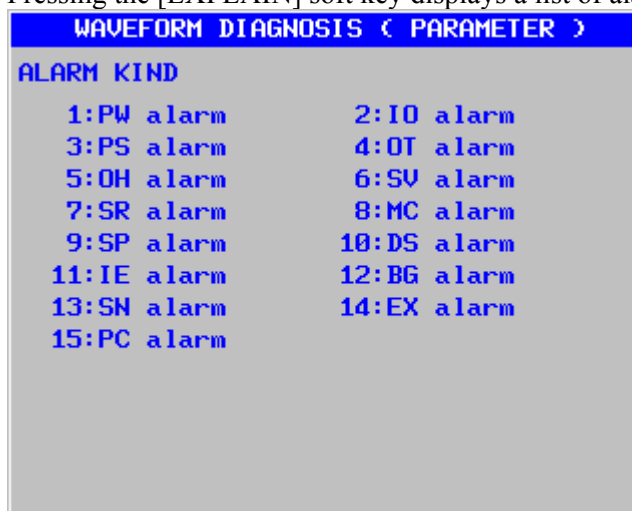 Pressing the [EXPLAIN] soft key displays a list of al
WAVEFORM DIAGNOSIS ( PARAMETER )
ALARM KIND
1:PW alarm 2:IO alarm
3:PS alarm 4:OT alarm
5:OH alarm 6:SV alarm
7:SR alarm 8:MC alarm
9:SP alarm 10:DS alarm
11:IE alarm 12:BG alarm
13:SN alarm 14:EX alarm
15:PC alarm